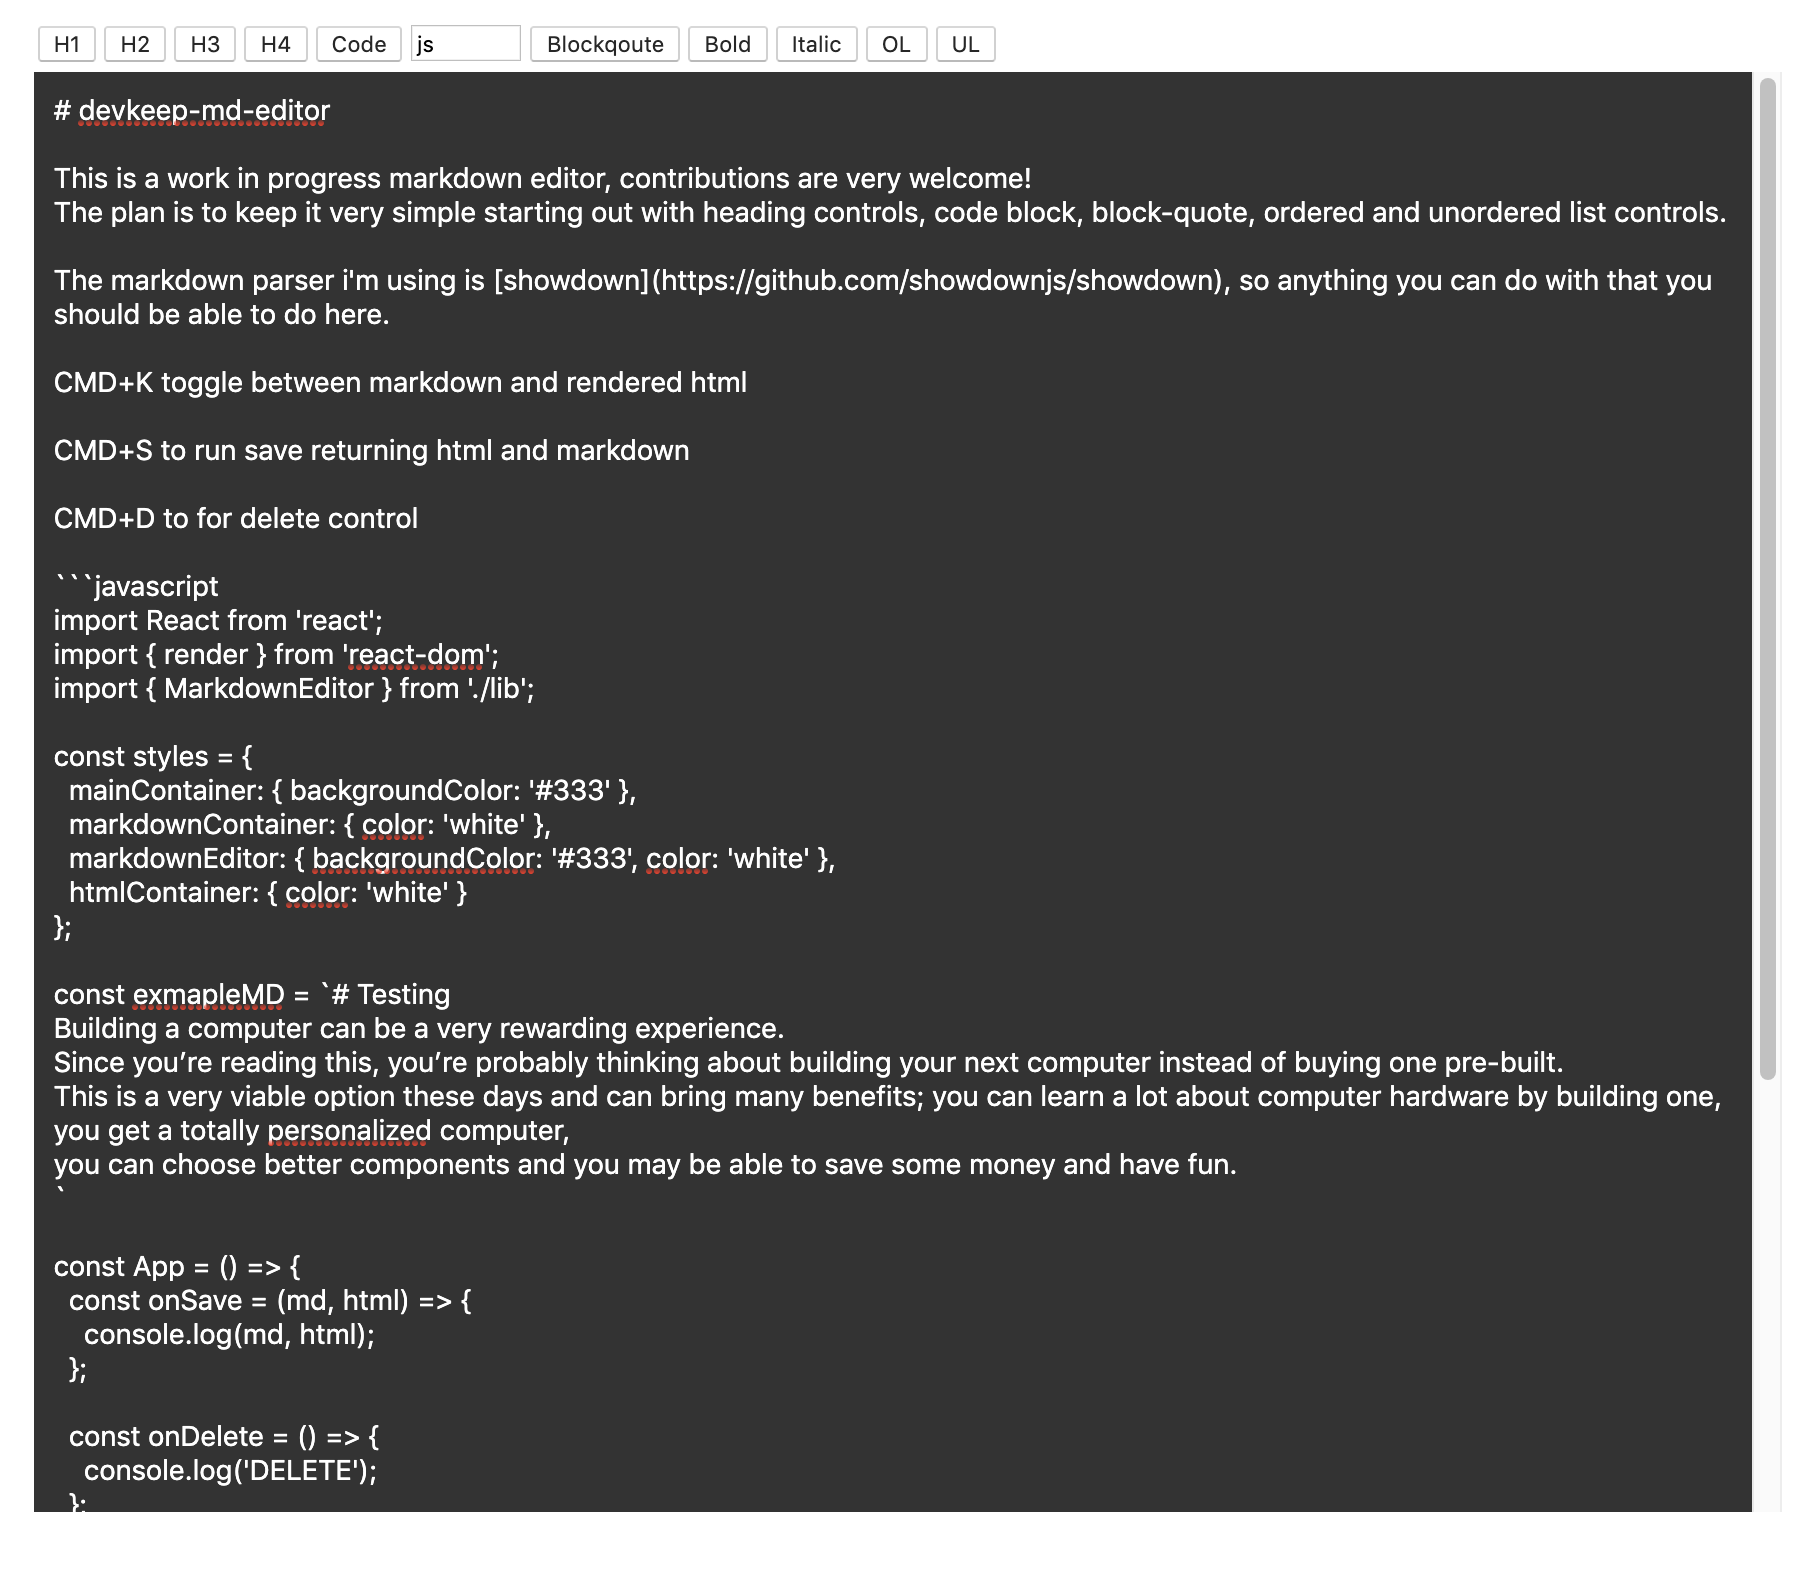 H1 H2 H3 H4 Code js Blockqoute Bold Italic OL UL
# devkeep-md-editor
This is a work in progress markdown editor, contributions are very welcome!
The plan is to keep it very simple starting out with heading controls, code block, block-quote, ordered and unordered list controls.
The markdown parser i'm using is [showdown](https://github.com/showdownjs/showdown), so anything you can do with that you
should be able to do here.
CMD+K toggle between markdown and rendered html
CMD+S to run save returning html and markdown
CMD+D to for delete control
```javascript
import React from 'react';
import { render } from 'react-dom';
import { MarkdownEditor } from './lib';
const styles = {
  mainContainer: { backgroundColor: '#333' },
  markdownContainer: { color: 'white' },
  markdownEditor: { backgroundColor: '#333', color: 'white' },
  htmlContainer: { color: 'white' }
};
const exmapleMD = `# Testing
Building a computer can be a very rewarding experience.
Since you’re reading this, you’re probably thinking about building your next computer instead of buying one pre-built.
This is a very viable option these days and can bring many benefits; you can learn a lot about computer hardware by building one,
you get a totally personalized computer,
you can choose better components and you may be able to save some money and have fun.
`
const App = () => {
  const onSave = (md, html) => {
    console.log(md, html);
  };
  const onDelete = () => {
    console.log('DELETE');
  };